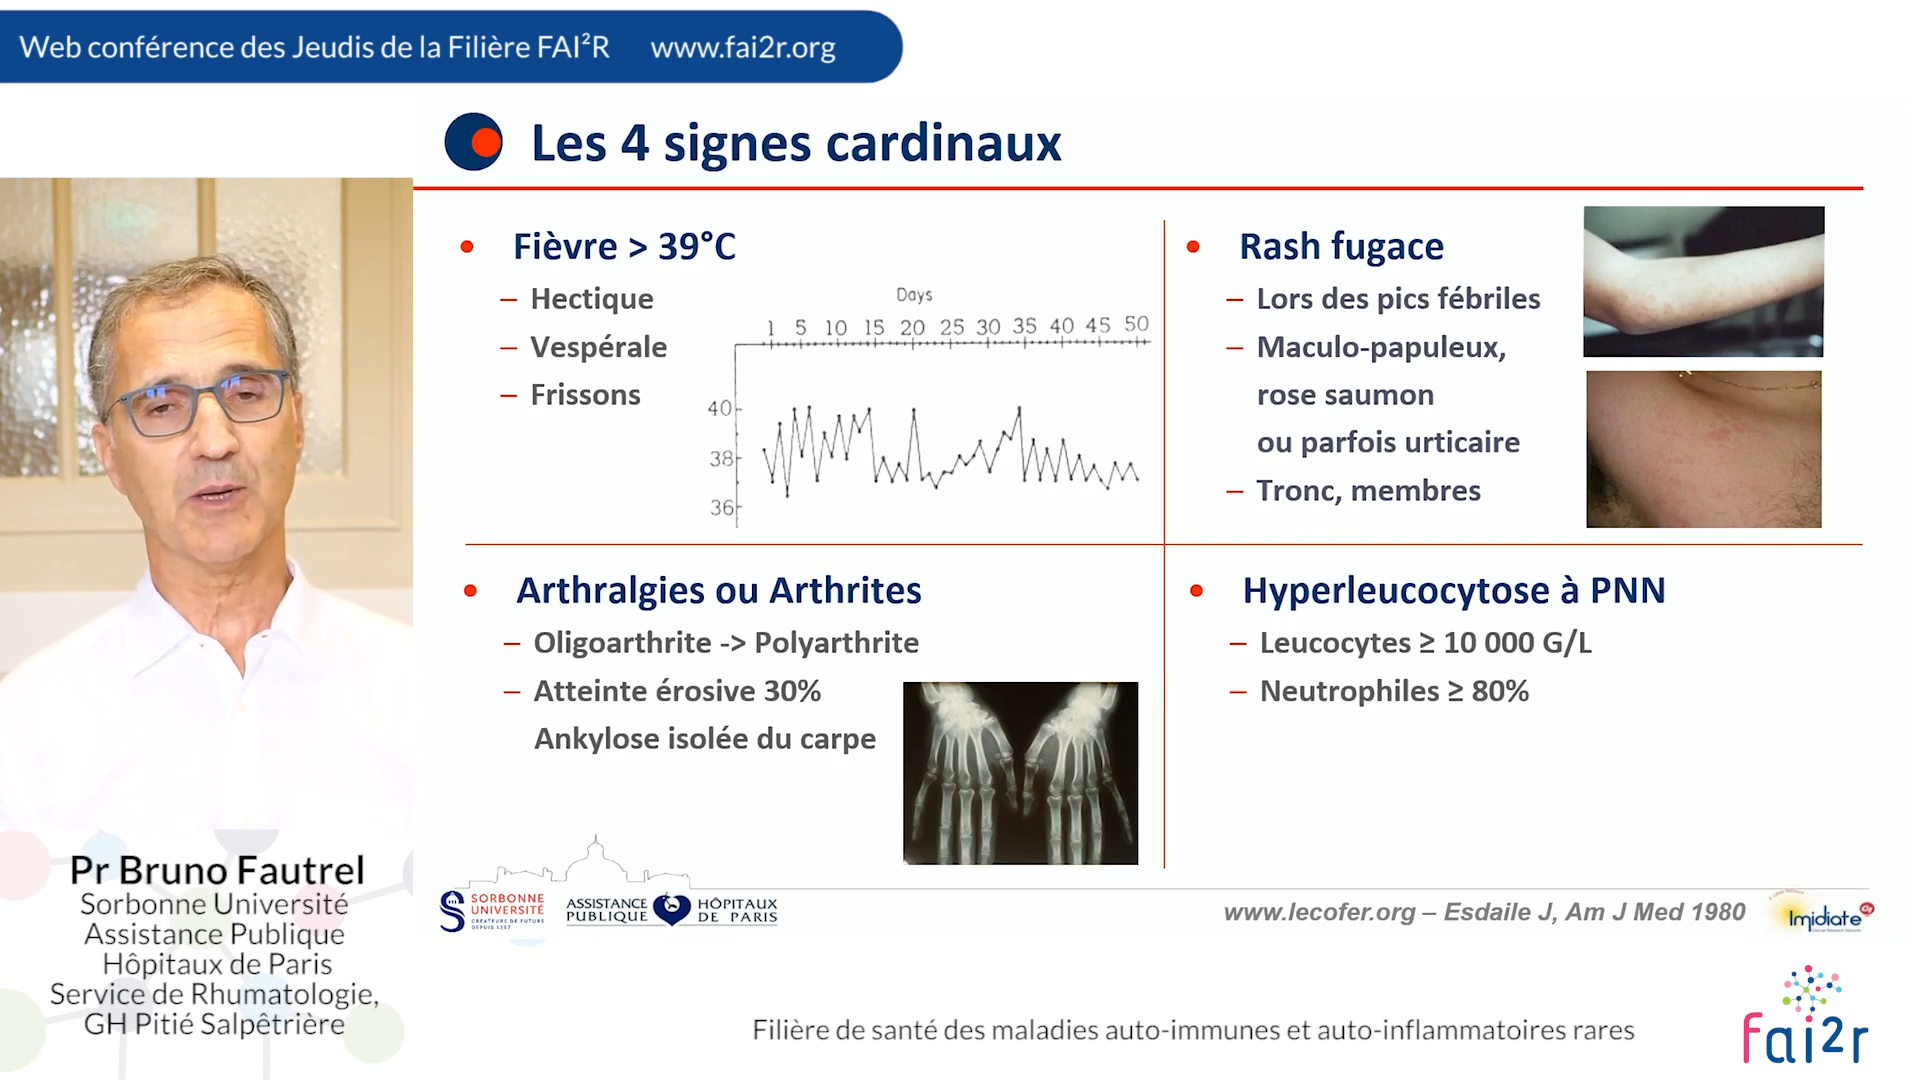 Web conférence des Jeudis de la Filière FAI²R www.fai2r.org
Les 4 signes cardinaux
• Fièvre > 39°C
– Hectique
– Vespérale
– Frissons
Days
1 5 10 15 20 25 30 35 40 45 50
40
38
36
• Rash fugace
– Lors des pics fébriles
– Maculo-papuleux,
rose saumon
ou parfois urticaire
– Tronc, membres
• Arthralgies ou Arthrites
– Oligoarthrite -> Polyarthrite
– Atteinte érosive 30%
Ankylose isolée du carpe
• Hyperleucocytose à PNN
– Leucocytes ≥ 10 000 G/L
– Neutrophiles ≥ 80%
Pr Bruno Fautrel
Sorbonne Université
Assistance Publique
Hôpitaux de Paris
Service de Rhumatologie,
GH Pitié Salpêtrière
SORBONNE
UNIVERSITÉ
CRÉATEURS DE FUTURS
DEPUIS 1257
ASSISTANCE HÔPITAUX
PUBLIQUE DE PARIS
www.lecofer.org – Esdaile J, Am J Med 1980
Imidiate
Filière de santé des maladies auto-immunes et auto-inflammatoires rares
fai2r